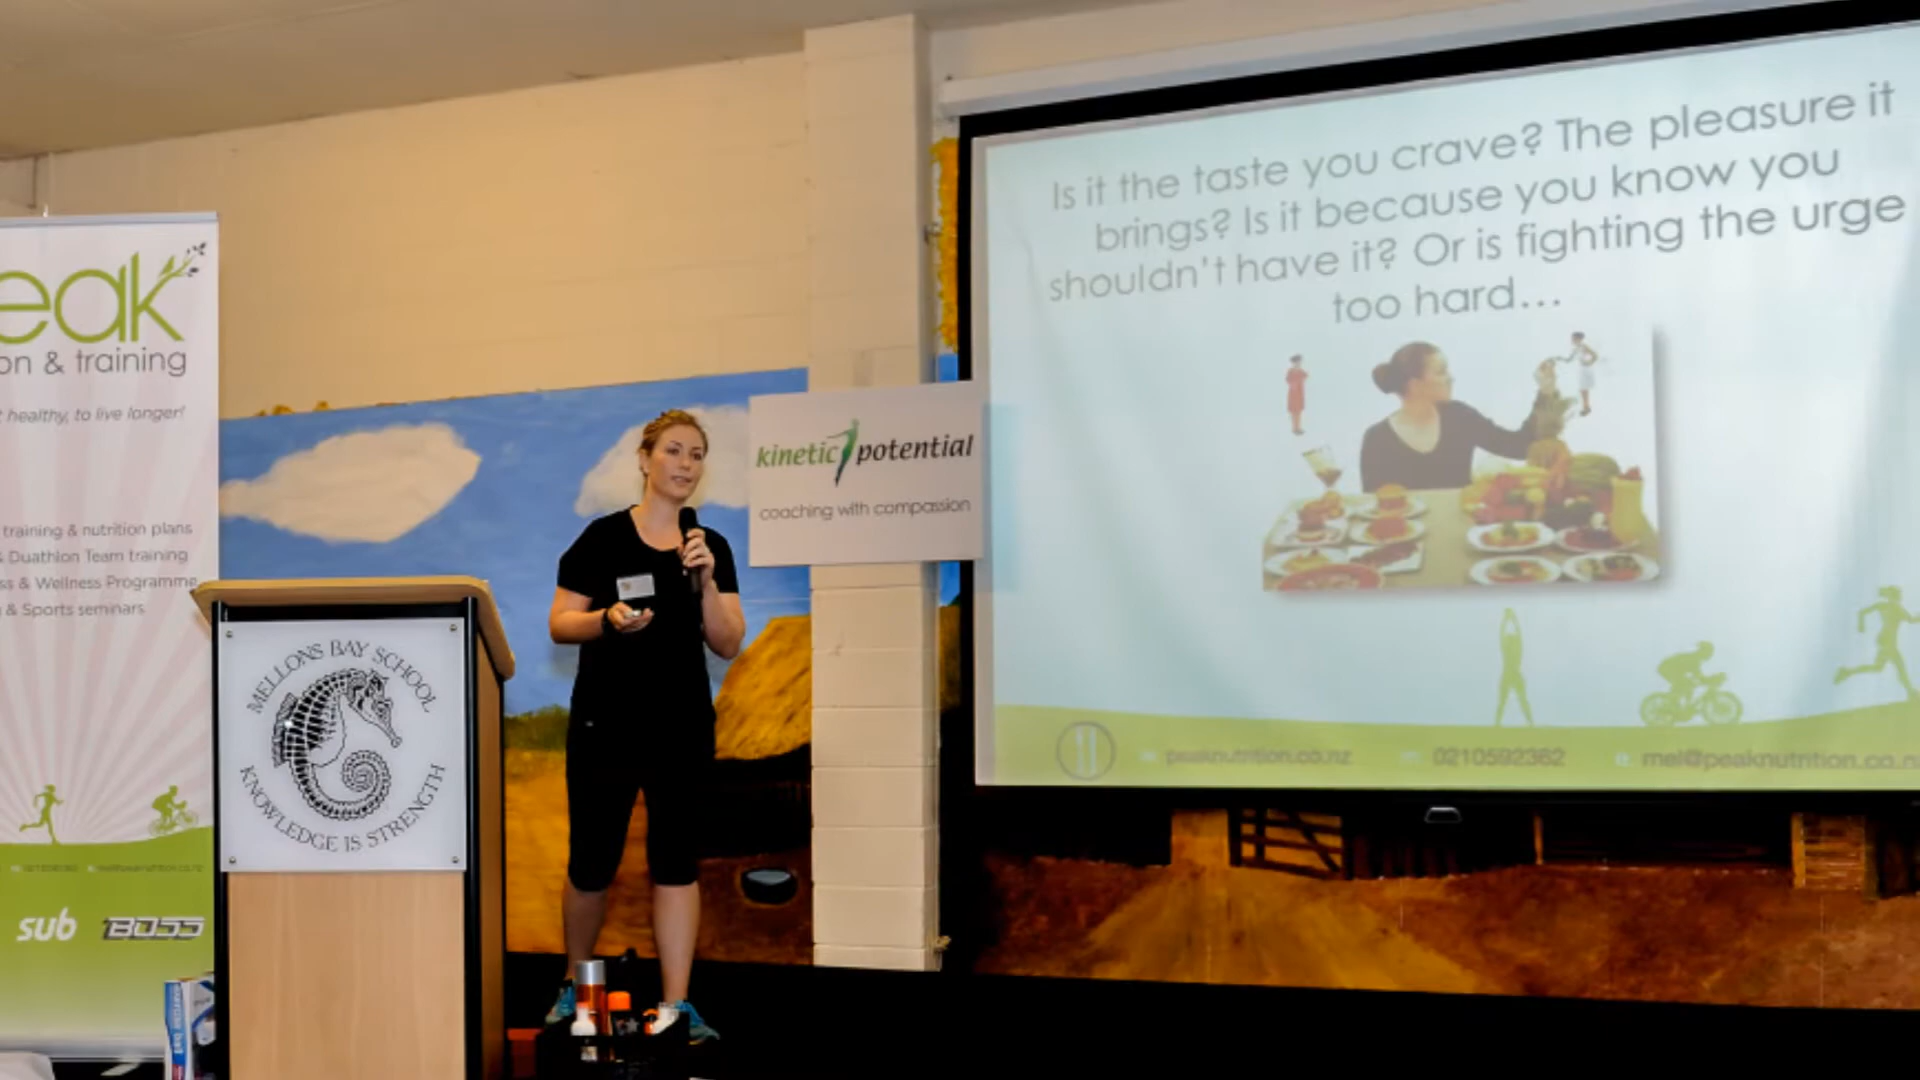 eak
on & training
healthy, to live longer!
training & nutrition plans
& Duathlon Team training
ss & Wellness Programme
& Sports seminars
sub
BOSS
MELLONS BAY SCHOOL
KNOWLEDGE IS STRENGTH
kinetic potential
coaching with compassion
Is it the taste you crave? The pleasure it
brings? Is it because you know you
shouldn't have it? Or is fighting the urge
too hard...
peaknutrition.co.nz
0210592362
mel@peaknutrition.co.nz